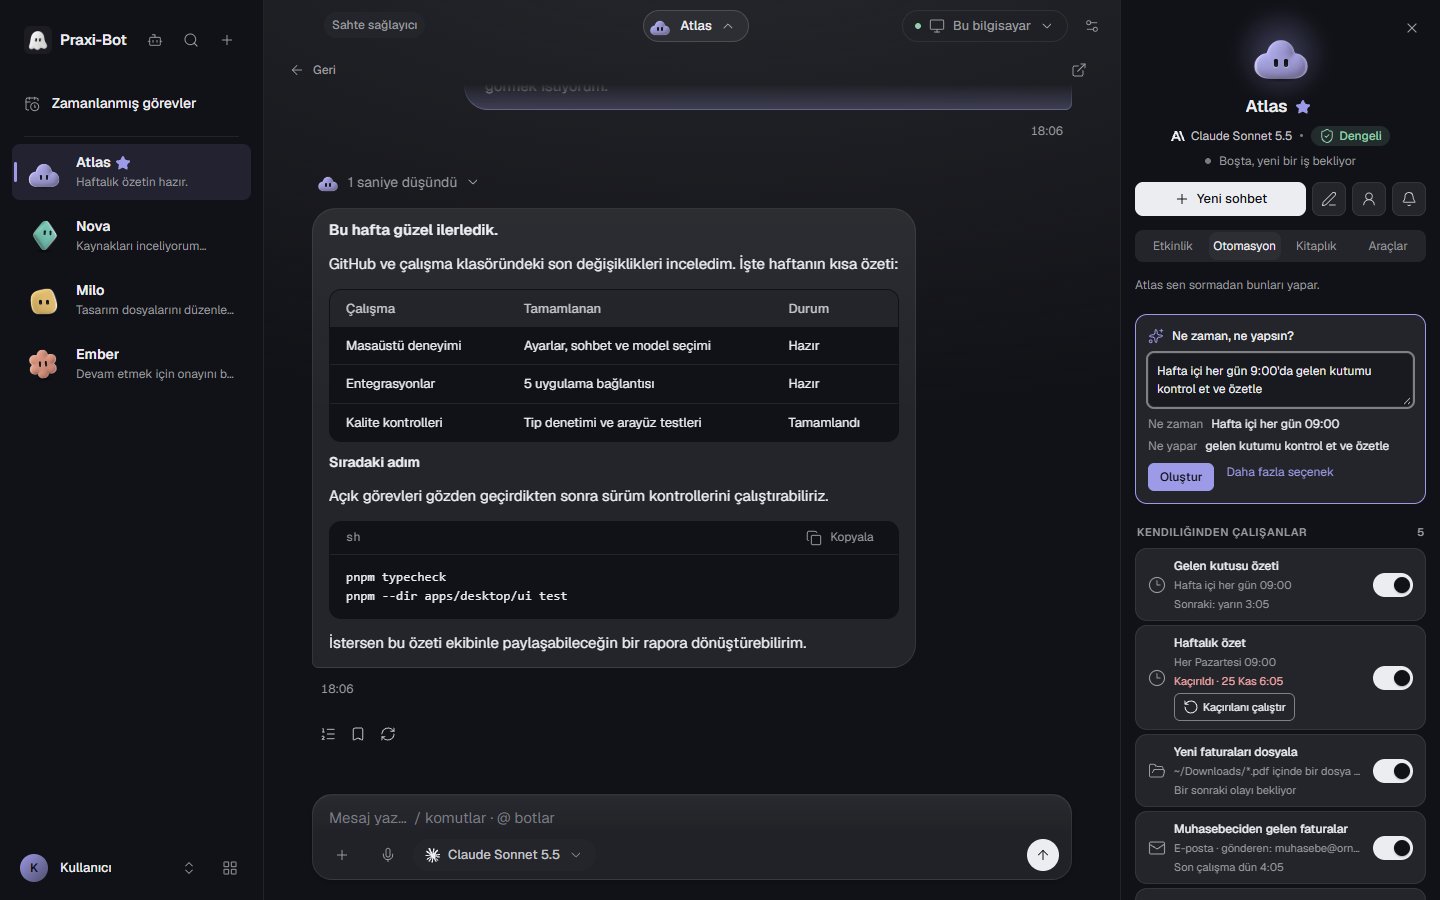 Praxi-Bot
Zamanlanmış görevler
Atlas
Haftalık özetin hazır.
Nova
Kaynakları inceliyorum...
Milo
Tasarım dosyalarını düzenle...
Ember
Devam etmek için onayını b...
K
Kullanıcı
Sahte sağlayıcı
Atlas
Bu bilgisayar
Geri
görmek istiyorum.
18:06
1 saniye düşündü
Bu hafta güzel ilerledik.
GitHub ve çalışma klasöründeki son değişiklikleri inceledim. İşte haftanın kısa özeti:
Çalışma Tamamlanan Durum
Masaüstü deneyimi Ayarlar, sohbet ve model seçimi Hazır
Entegrasyonlar 5 uygulama bağlantısı Hazır
Kalite kontrolleri Tip denetimi ve arayüz testleri Tamamlandı
Sıradaki adım
Açık görevleri gözden geçirdikten sonra sürüm kontrollerini çalıştırabiliriz.
sh Kopyala
pnpm typecheck
pnpm --dir apps/desktop/ui test
İstersen bu özeti ekibinle paylaşabileceğin bir rapora dönüştürebilirim.
18:06
Mesaj yaz... / komutlar · @ botlar
Claude Sonnet 5.5
Atlas
Claude Sonnet 5.5 • Dengeli
Boşta, yeni bir iş bekliyor
Yeni sohbet
Etkinlik Otomasyon Kitaplık Araçlar
Atlas sen sormadan bunları yapar.
Ne zaman, ne yapsın?
Hafta içi her gün 9:00'da gelen kutumu
kontrol et ve özetle
Ne zaman Hafta içi her gün 09:00
Ne yapar gelen kutumu kontrol et ve özetle
Oluştur Daha fazla seçenek
KENDİLİĞİNDEN ÇALIŞANLAR 5
Gelen kutusu özeti
Hafta içi her gün 09:00
Sonraki: yarın 3:05
Haftalık özet
Her Pazartesi 09:00
Kaçırıldı · 25 Kas 6:05
Kaçırılanı çalıştır
Yeni faturaları dosyala
~/Downloads/*.pdf içinde bir dosya ...
Bir sonraki olayı bekliyor
Muhasebeciden gelen faturalar
E-posta · gönderen: muhasebe@orn...
Son çalışma dün 4:05